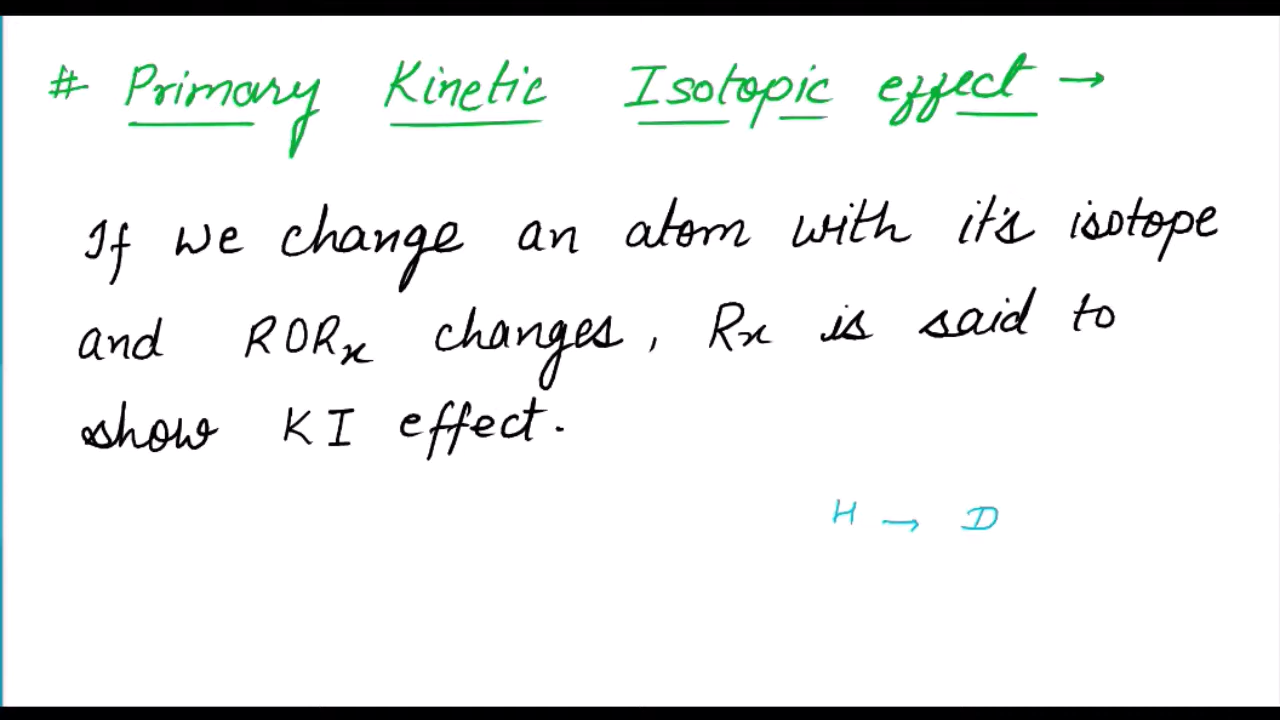 # Primary Kinetic Isotopic effect →
If we change an atom with it's isotope
and RORx changes, Rx is said to
show KI effect.
H → D